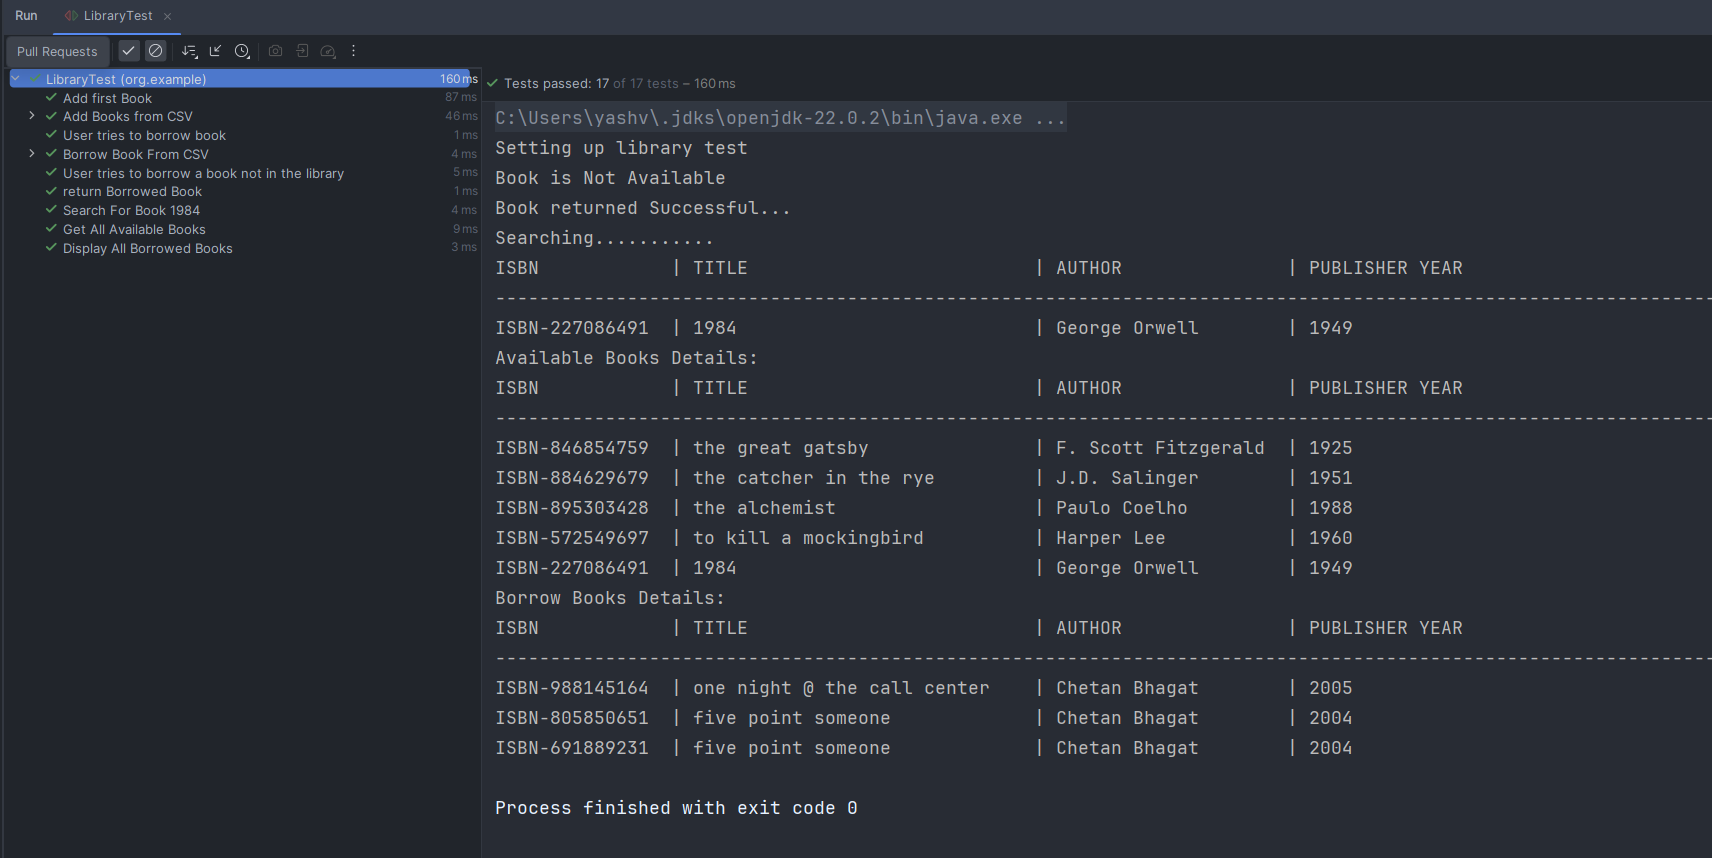 Run LibraryTest ×
Pull Requests
LibraryTest (org.example) 160 ms
Add first Book 87 ms
Add Books from CSV 46 ms
User tries to borrow book 1 ms
Borrow Book From CSV 4 ms
User tries to borrow a book not in the library 5 ms
return Borrowed Book 1 ms
Search For Book 1984 4 ms
Get All Available Books 9 ms
Display All Borrowed Books 3 ms
Tests passed: 17 of 17 tests – 160 ms
C:\Users\yashv\.jdks\openjdk-22.0.2\bin\java.exe ...
Setting up library test
Book is Not Available
Book returned Successful...
Searching...........
ISBN | TITLE | AUTHOR | PUBLISHER YEAR
---------------------------------------------------------------------------------------------------------------
ISBN-227086491 | 1984 | George Orwell | 1949
Available Books Details:
ISBN | TITLE | AUTHOR | PUBLISHER YEAR
---------------------------------------------------------------------------------------------------------------
ISBN-846854759 | the great gatsby | F. Scott Fitzgerald | 1925
ISBN-884629679 | the catcher in the rye | J.D. Salinger | 1951
ISBN-895303428 | the alchemist | Paulo Coelho | 1988
ISBN-572549697 | to kill a mockingbird | Harper Lee | 1960
ISBN-227086491 | 1984 | George Orwell | 1949
Borrow Books Details:
ISBN | TITLE | AUTHOR | PUBLISHER YEAR
---------------------------------------------------------------------------------------------------------------
ISBN-988145164 | one night @ the call center | Chetan Bhagat | 2005
ISBN-805850651 | five point someone | Chetan Bhagat | 2004
ISBN-691889231 | five point someone | Chetan Bhagat | 2004
Process finished with exit code 0